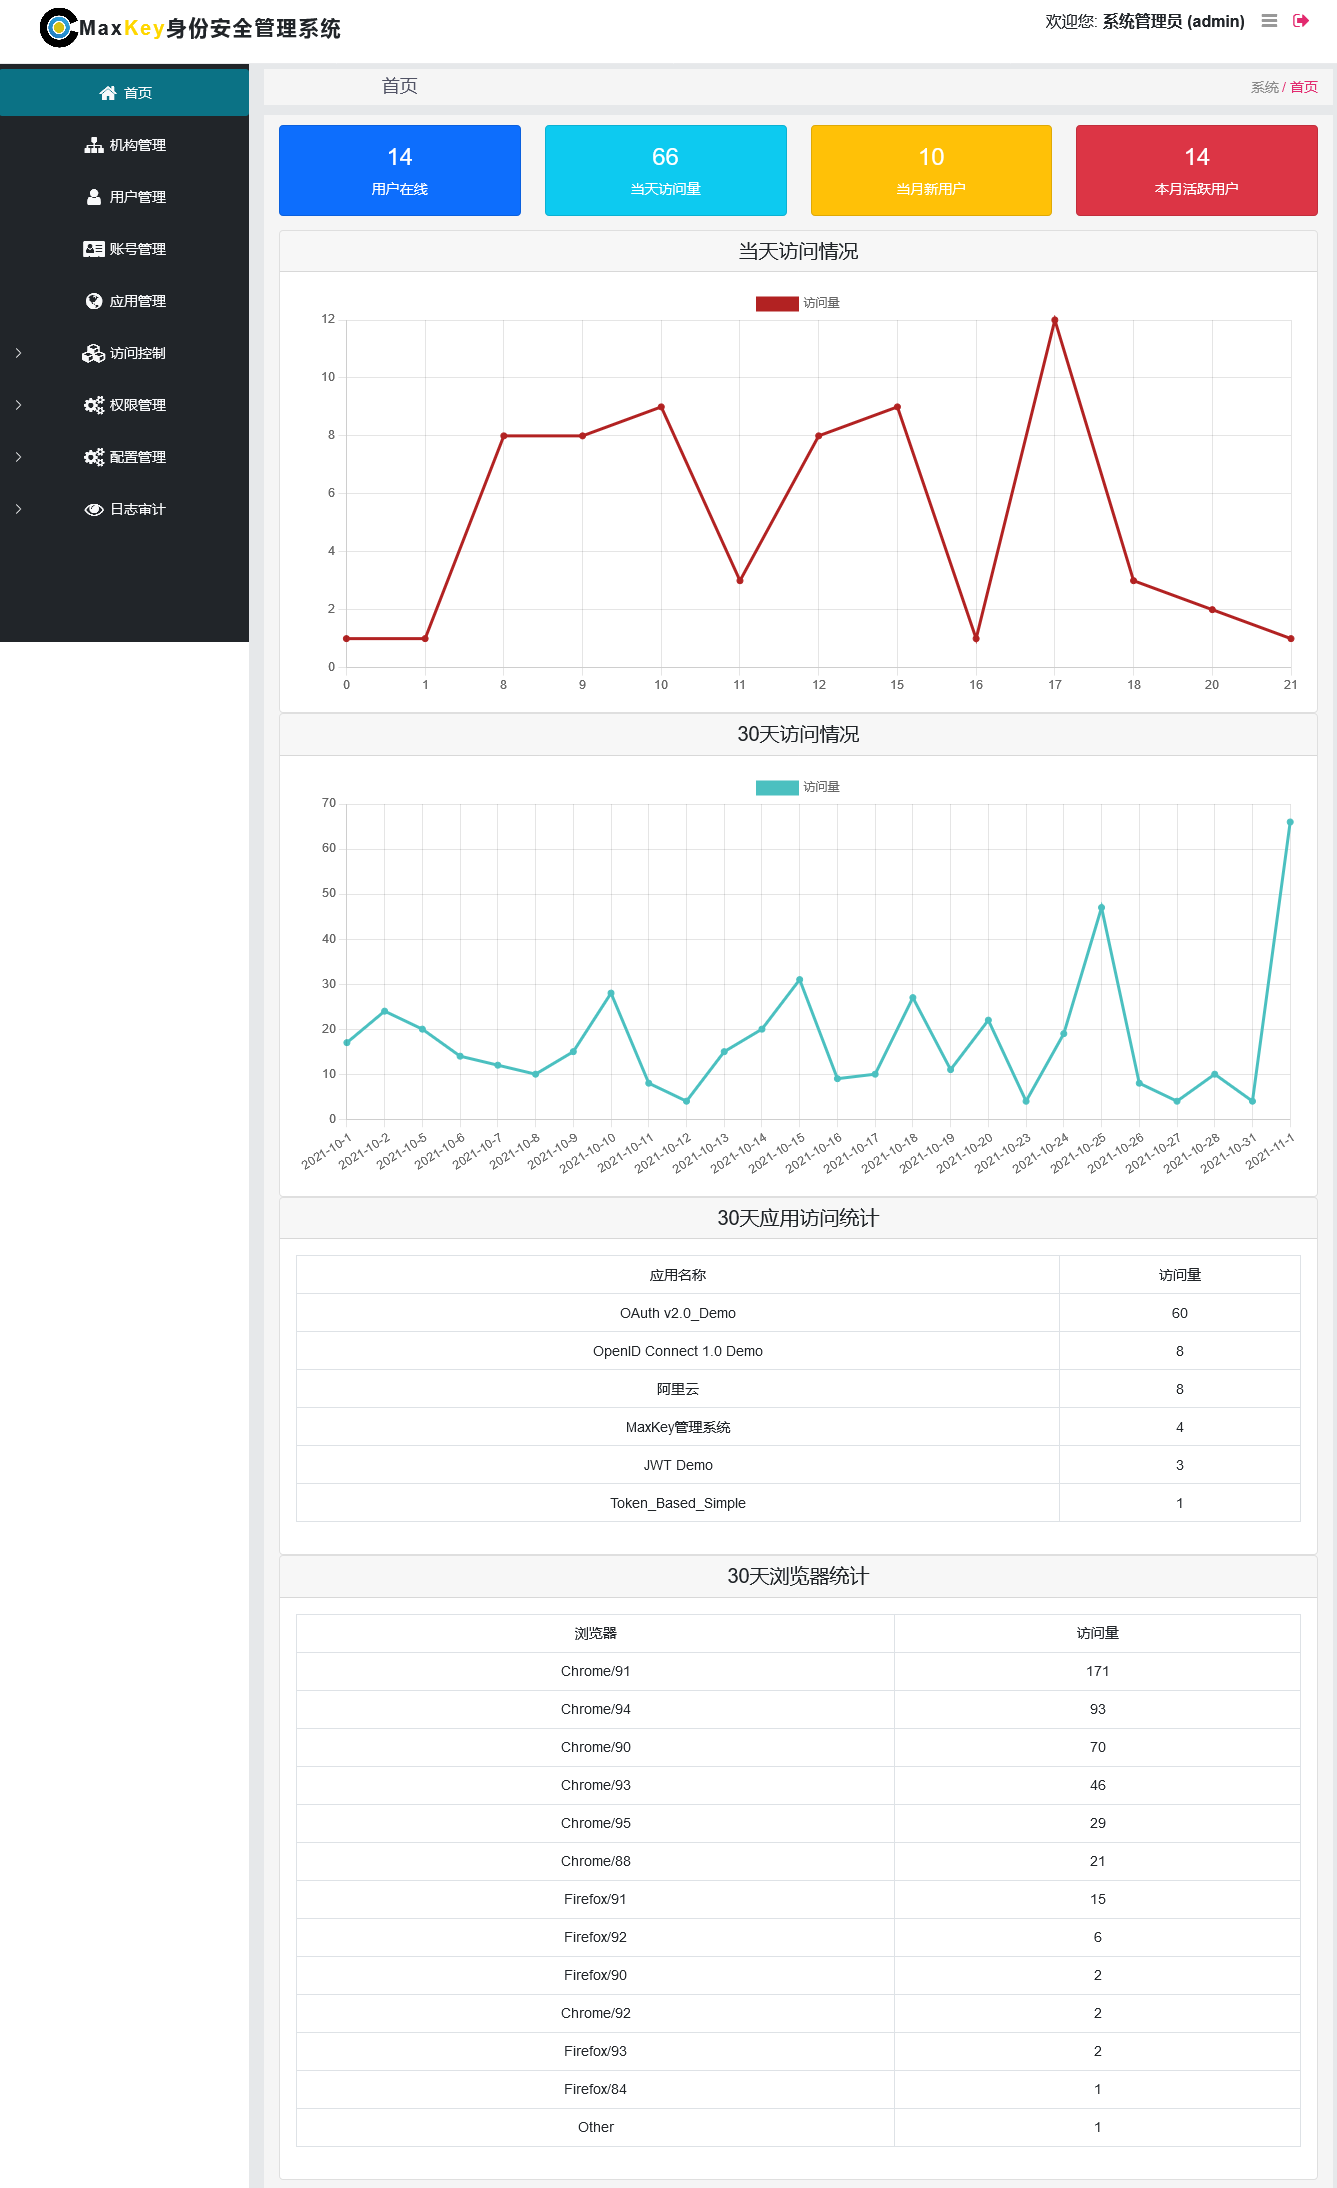 MaxKey身份安全管理系统
欢迎您: 系统管理员 (admin)
首页
机构管理
用户管理
账号管理
应用管理
访问控制
权限管理
配置管理
日志审计
首页
系统 / 首页
14
用户在线
66
当天访问量
10
当月新用户
14
本月活跃用户
当天访问情况
访问量
12
10
8
6
4
2
0
0 1 8 9 10 11 12 15 16 17 18 20 21
30天访问情况
访问量
70
60
50
40
30
20
10
0
2021-10-1 2021-10-2 2021-10-5 2021-10-6 2021-10-7 2021-10-8 2021-10-9 2021-10-10 2021-10-11 2021-10-12 2021-10-13 2021-10-14 2021-10-15 2021-10-16 2021-10-17 2021-10-18 2021-10-19 2021-10-20 2021-10-23 2021-10-24 2021-10-25 2021-10-26 2021-10-27 2021-10-28 2021-10-31 2021-11-1
30天应用访问统计
应用名称 访问量
OAuth v2.0_Demo 60
OpenID Connect 1.0 Demo 8
阿里云 8
MaxKey管理系统 4
JWT Demo 3
Token_Based_Simple 1
30天浏览器统计
浏览器 访问量
Chrome/91 171
Chrome/94 93
Chrome/90 70
Chrome/93 46
Chrome/95 29
Chrome/88 21
Firefox/91 15
Firefox/92 6
Firefox/90 2
Chrome/92 2
Firefox/93 2
Firefox/84 1
Other 1